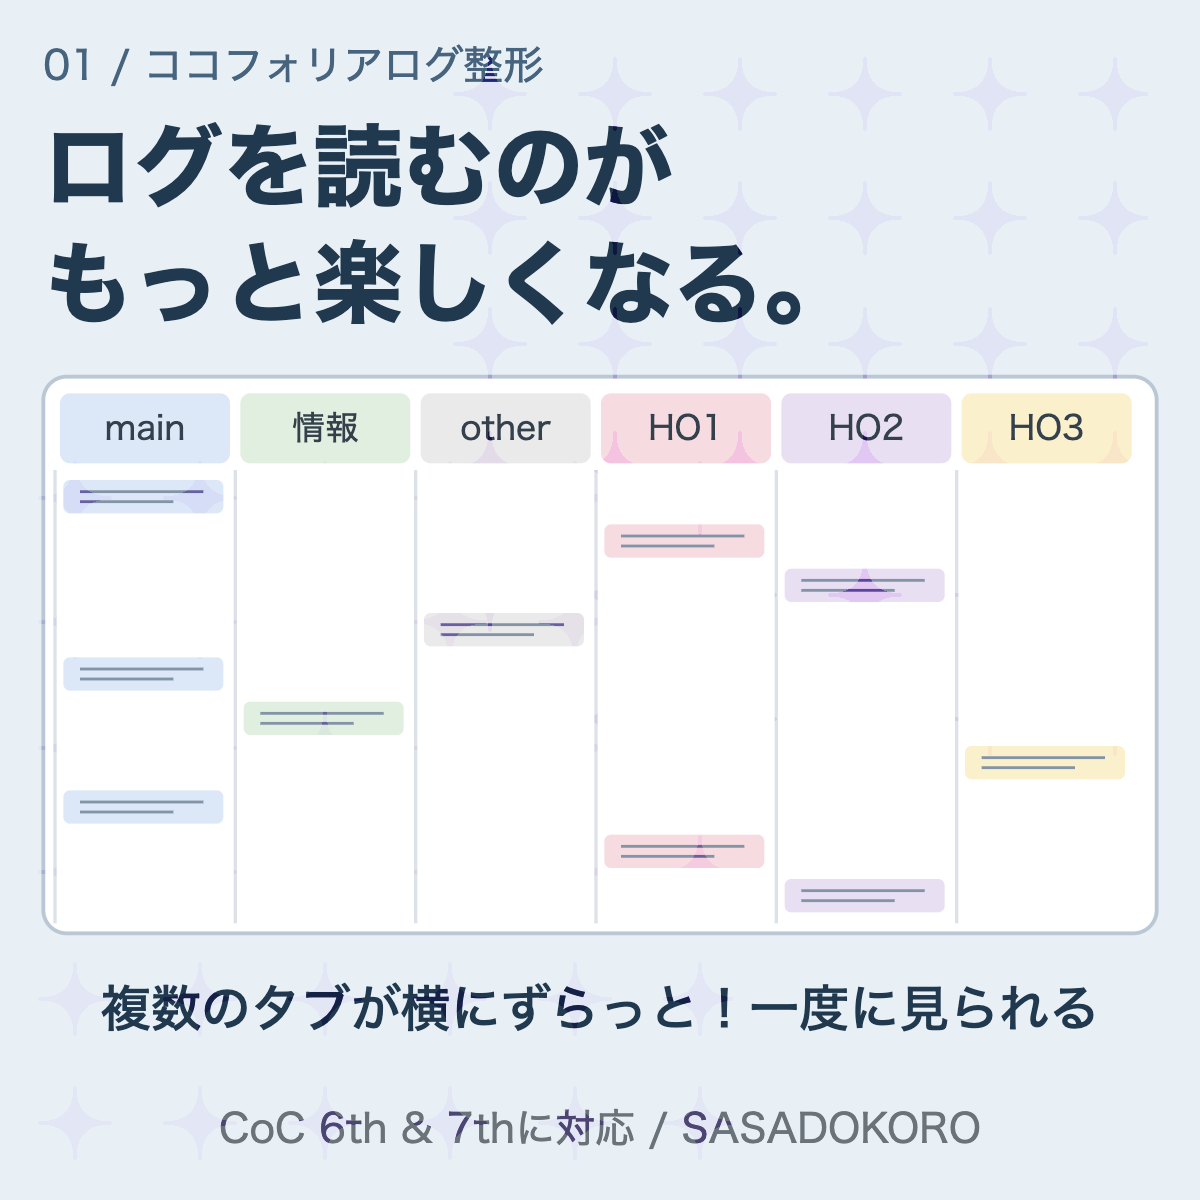 01 / ココフォリアログ整形
ログを読むのが
もっと楽しくなる。
main 情報 other HO1 HO2 HO3
複数のタブが横にずらっと！一度に見られる
CoC 6th & 7thに対応 / SASADOKORO